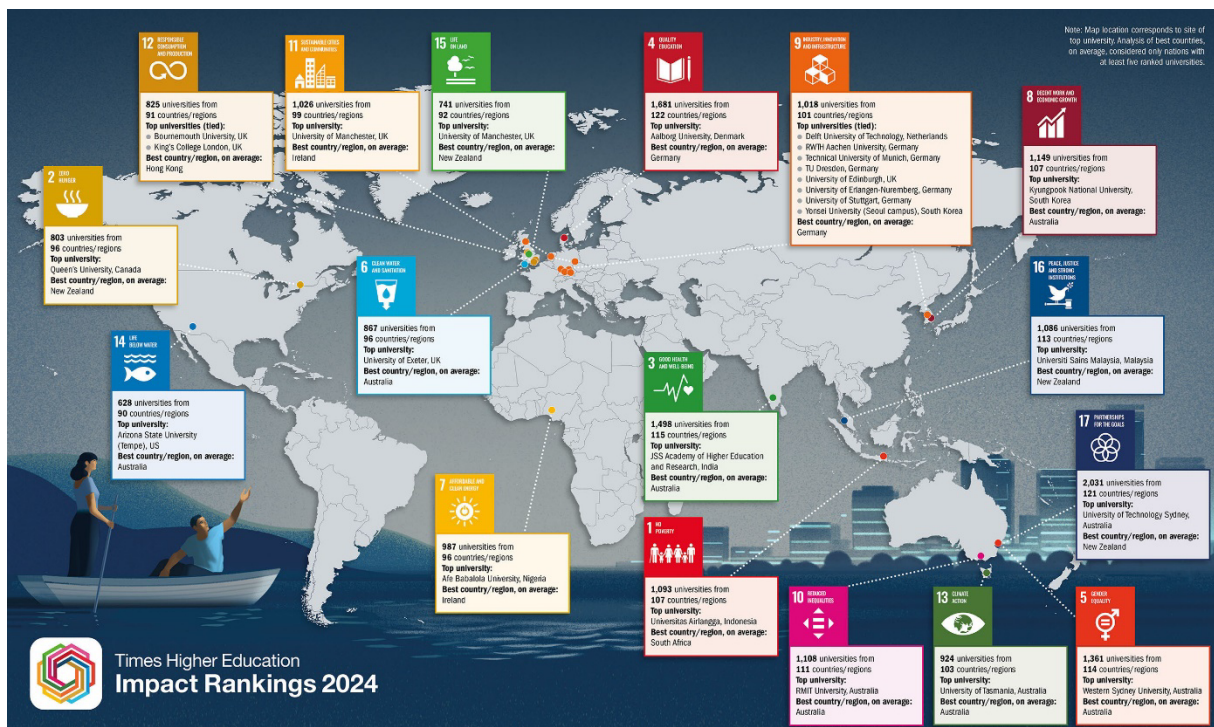 Note: Map location corresponds to site of
top university. Analysis of best countries,
on average, considered only nations with
at least five ranked universities.
12 RESPONSIBLE
CONSUMPTION
AND PRODUCTION
825 universities from
91 countries/regions
Top universities (tied):
Bournemouth University, UK
King's College London, UK
Best country/region, on average:
Hong Kong
11 SUSTAINABLE CITIES
AND COMMUNITIES
1,026 universities from
99 countries/regions
Top university:
University of Manchester, UK
Best country/region, on average:
Ireland
15 LIFE
ON LAND
741 universities from
92 countries/regions
Top university:
University of Manchester, UK
Best country/region, on average:
New Zealand
4 QUALITY
EDUCATION
1,681 universities from
122 countries/regions
Top university:
Aalborg University, Denmark
Best country/region, on average:
Germany
9 INDUSTRY, INNOVATION
AND INFRASTRUCTURE
1,018 universities from
101 countries/regions
Top universities (tied):
Delft University of Technology, Netherlands
RWTH Aachen University, Germany
Technical University of Munich, Germany
TU Dresden, Germany
University of Edinburgh, UK
University of Erlangen-Nuremberg, Germany
University of Stuttgart, Germany
Yonsei University (Seoul campus), South Korea
Best country/region, on average:
Germany
8 DECENT WORK AND
ECONOMIC GROWTH
1,149 universities from
107 countries/regions
Top university:
Kyungpook National University,
South Korea
Best country/region, on average:
Australia
2 ZERO
HUNGER
803 universities from
96 countries/regions
Top university:
Queen's University, Canada
Best country/region, on average:
New Zealand
6 CLEAN WATER
AND SANITATION
867 universities from
96 countries/regions
Top university:
University of Exeter, UK
Best country/region, on average:
Australia
16 PEACE, JUSTICE
AND STRONG
INSTITUTIONS
1,086 universities from
113 countries/regions
Top university:
Universiti Sains Malaysia, Malaysia
Best country/region, on average:
New Zealand
14 LIFE
BELOW WATER
628 universities from
90 countries/regions
Top university:
Arizona State University
(Tempe), US
Best country/region, on average:
Australia
3 GOOD HEALTH
AND WELL-BEING
1,498 universities from
115 countries/regions
Top university:
JSS Academy of Higher Education
and Research, India
Best country/region, on average:
Australia
17 PARTNERSHIPS
FOR THE GOALS
2,031 universities from
121 countries/regions
Top university:
University of Technology Sydney,
Australia
Best country/region, on average:
New Zealand
7 AFFORDABLE AND
CLEAN ENERGY
987 universities from
96 countries/regions
Top university:
Afe Babalola University, Nigeria
Best country/region, on average:
Ireland
1 NO
POVERTY
1,093 universities from
107 countries/regions
Top university:
Universitas Airlangga, Indonesia
Best country/region, on average:
South Africa
10 REDUCED
INEQUALITIES
1,108 universities from
111 countries/regions
Top university:
RMIT University, Australia
Best country/region, on average:
Australia
13 CLIMATE
ACTION
924 universities from
103 countries/regions
Top university:
University of Tasmania, Australia
Best country/region, on average:
Australia
5 GENDER
EQUALITY
1,361 universities from
114 countries/regions
Top university:
Western Sydney University, Australia
Best country/region, on average:
Australia
Times Higher Education
Impact Rankings 2024